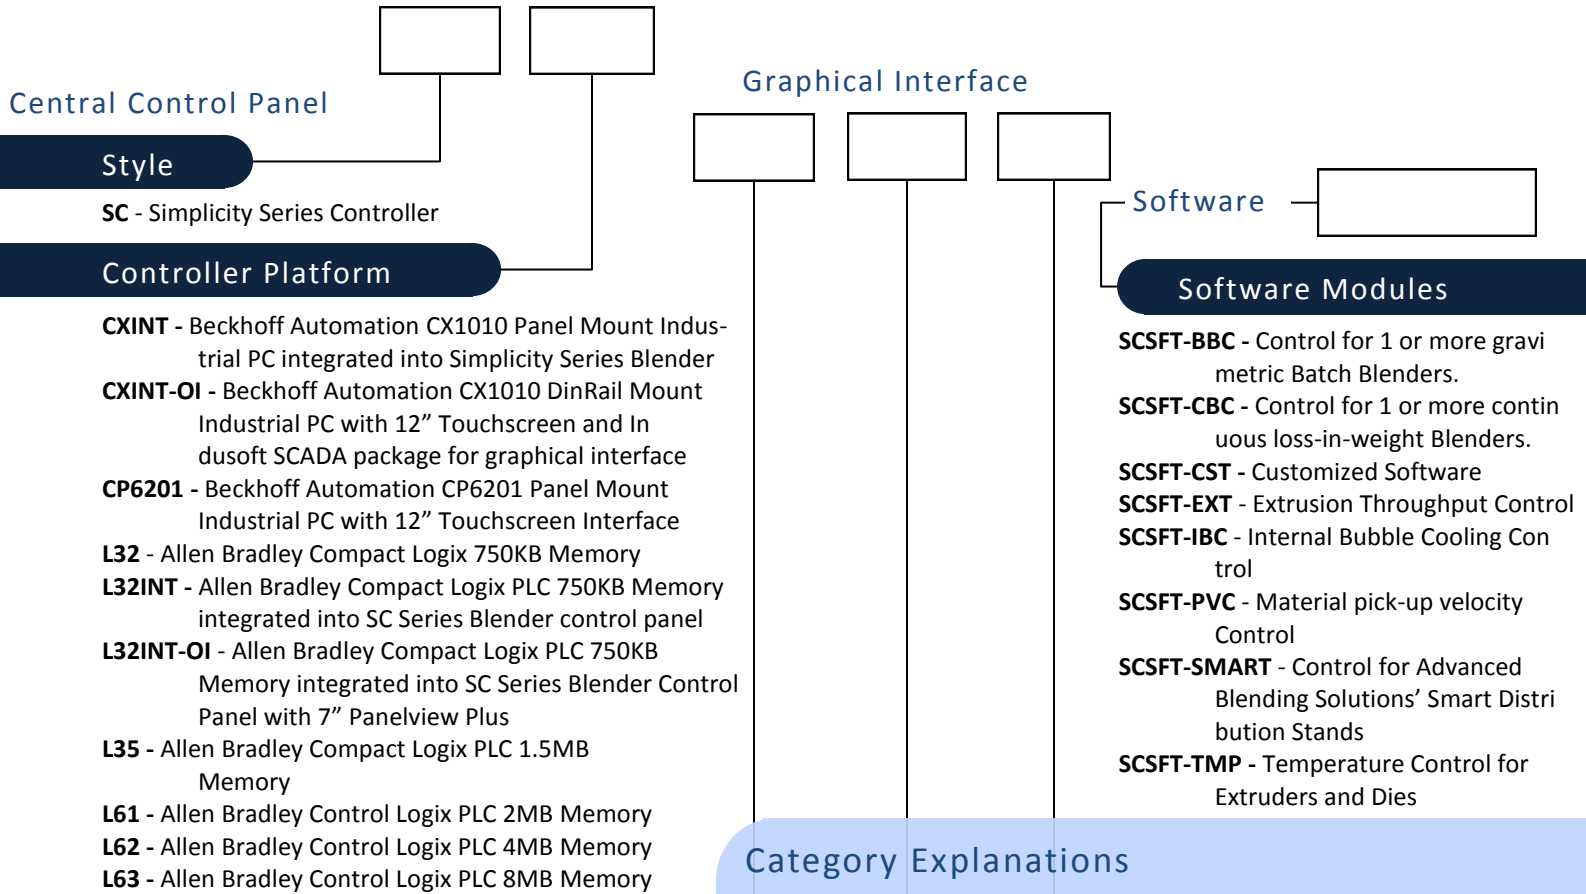 Central Control Panel
Style
SC - Simplicity Series Controller
Controller Platform
CXINT - Beckhoff Automation CX1010 Panel Mount Indus-
trial PC integrated into Simplicity Series Blender
CXINT-OI - Beckhoff Automation CX1010 DinRail Mount
Industrial PC with 12” Touchscreen and In
dusoft SCADA package for graphical interface
CP6201 - Beckhoff Automation CP6201 Panel Mount
Industrial PC with 12” Touchscreen Interface
L32 - Allen Bradley Compact Logix 750KB Memory
L32INT - Allen Bradley Compact Logix PLC 750KB Memory
integrated into SC Series Blender control panel
L32INT-OI - Allen Bradley Compact Logix PLC 750KB
Memory integrated into SC Series Blender Control
Panel with 7” Panelview Plus
L35 - Allen Bradley Compact Logix PLC 1.5MB
Memory
L61 - Allen Bradley Control Logix PLC 2MB Memory
L62 - Allen Bradley Control Logix PLC 4MB Memory
L63 - Allen Bradley Control Logix PLC 8MB Memory
Graphical Interface
Software
Software Modules
SCSFT-BBC - Control for 1 or more gravi
metric Batch Blenders.
SCSFT-CBC - Control for 1 or more contin
uous loss-in-weight Blenders.
SCSFT-CST - Customized Software
SCSFT-EXT - Extrusion Throughput Control
SCSFT-IBC - Internal Bubble Cooling Con
trol
SCSFT-PVC - Material pick-up velocity
Control
SCSFT-SMART - Control for Advanced
Blending Solutions’ Smart Distri
bution Stands
SCSFT-TMP - Temperature Control for
Extruders and Dies
Category Explanations